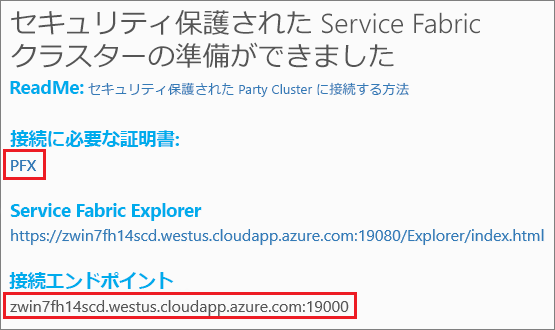 セキュリティ保護された Service Fabric
クラスターの準備ができました
ReadMe: セキュリティ保護された Party Cluster に接続する方法
接続に必要な証明書:
PFX
Service Fabric Explorer
https://zwin7fh14scd.westus.cloudapp.azure.com:19080/Explorer/index.html
接続エンドポイント
zwin7fh14scd.westus.cloudapp.azure.com:19000